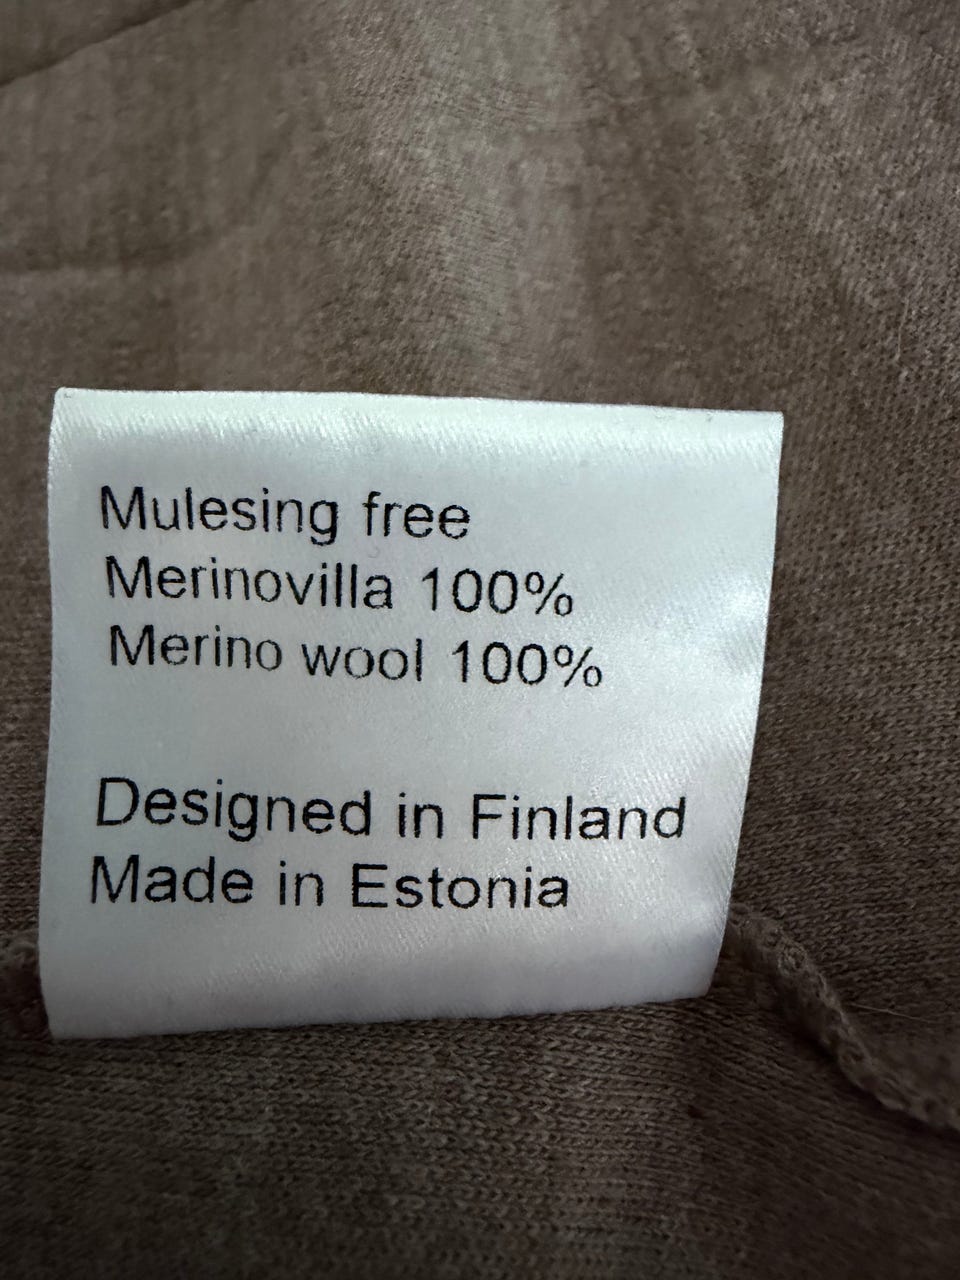 Mulesing free
Merinovilla 100%
Merino wool 100%
Designed in Finland
Made in Estonia